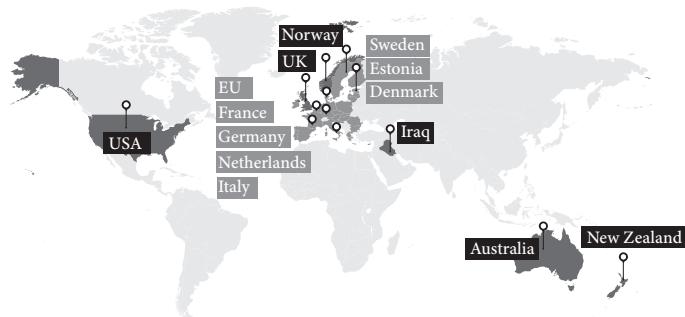 Norway
Sweden
UK
Estonia
EU
Denmark
France
Iraq
USA
Germany
Netherlands
Italy
New Zealand
Australia